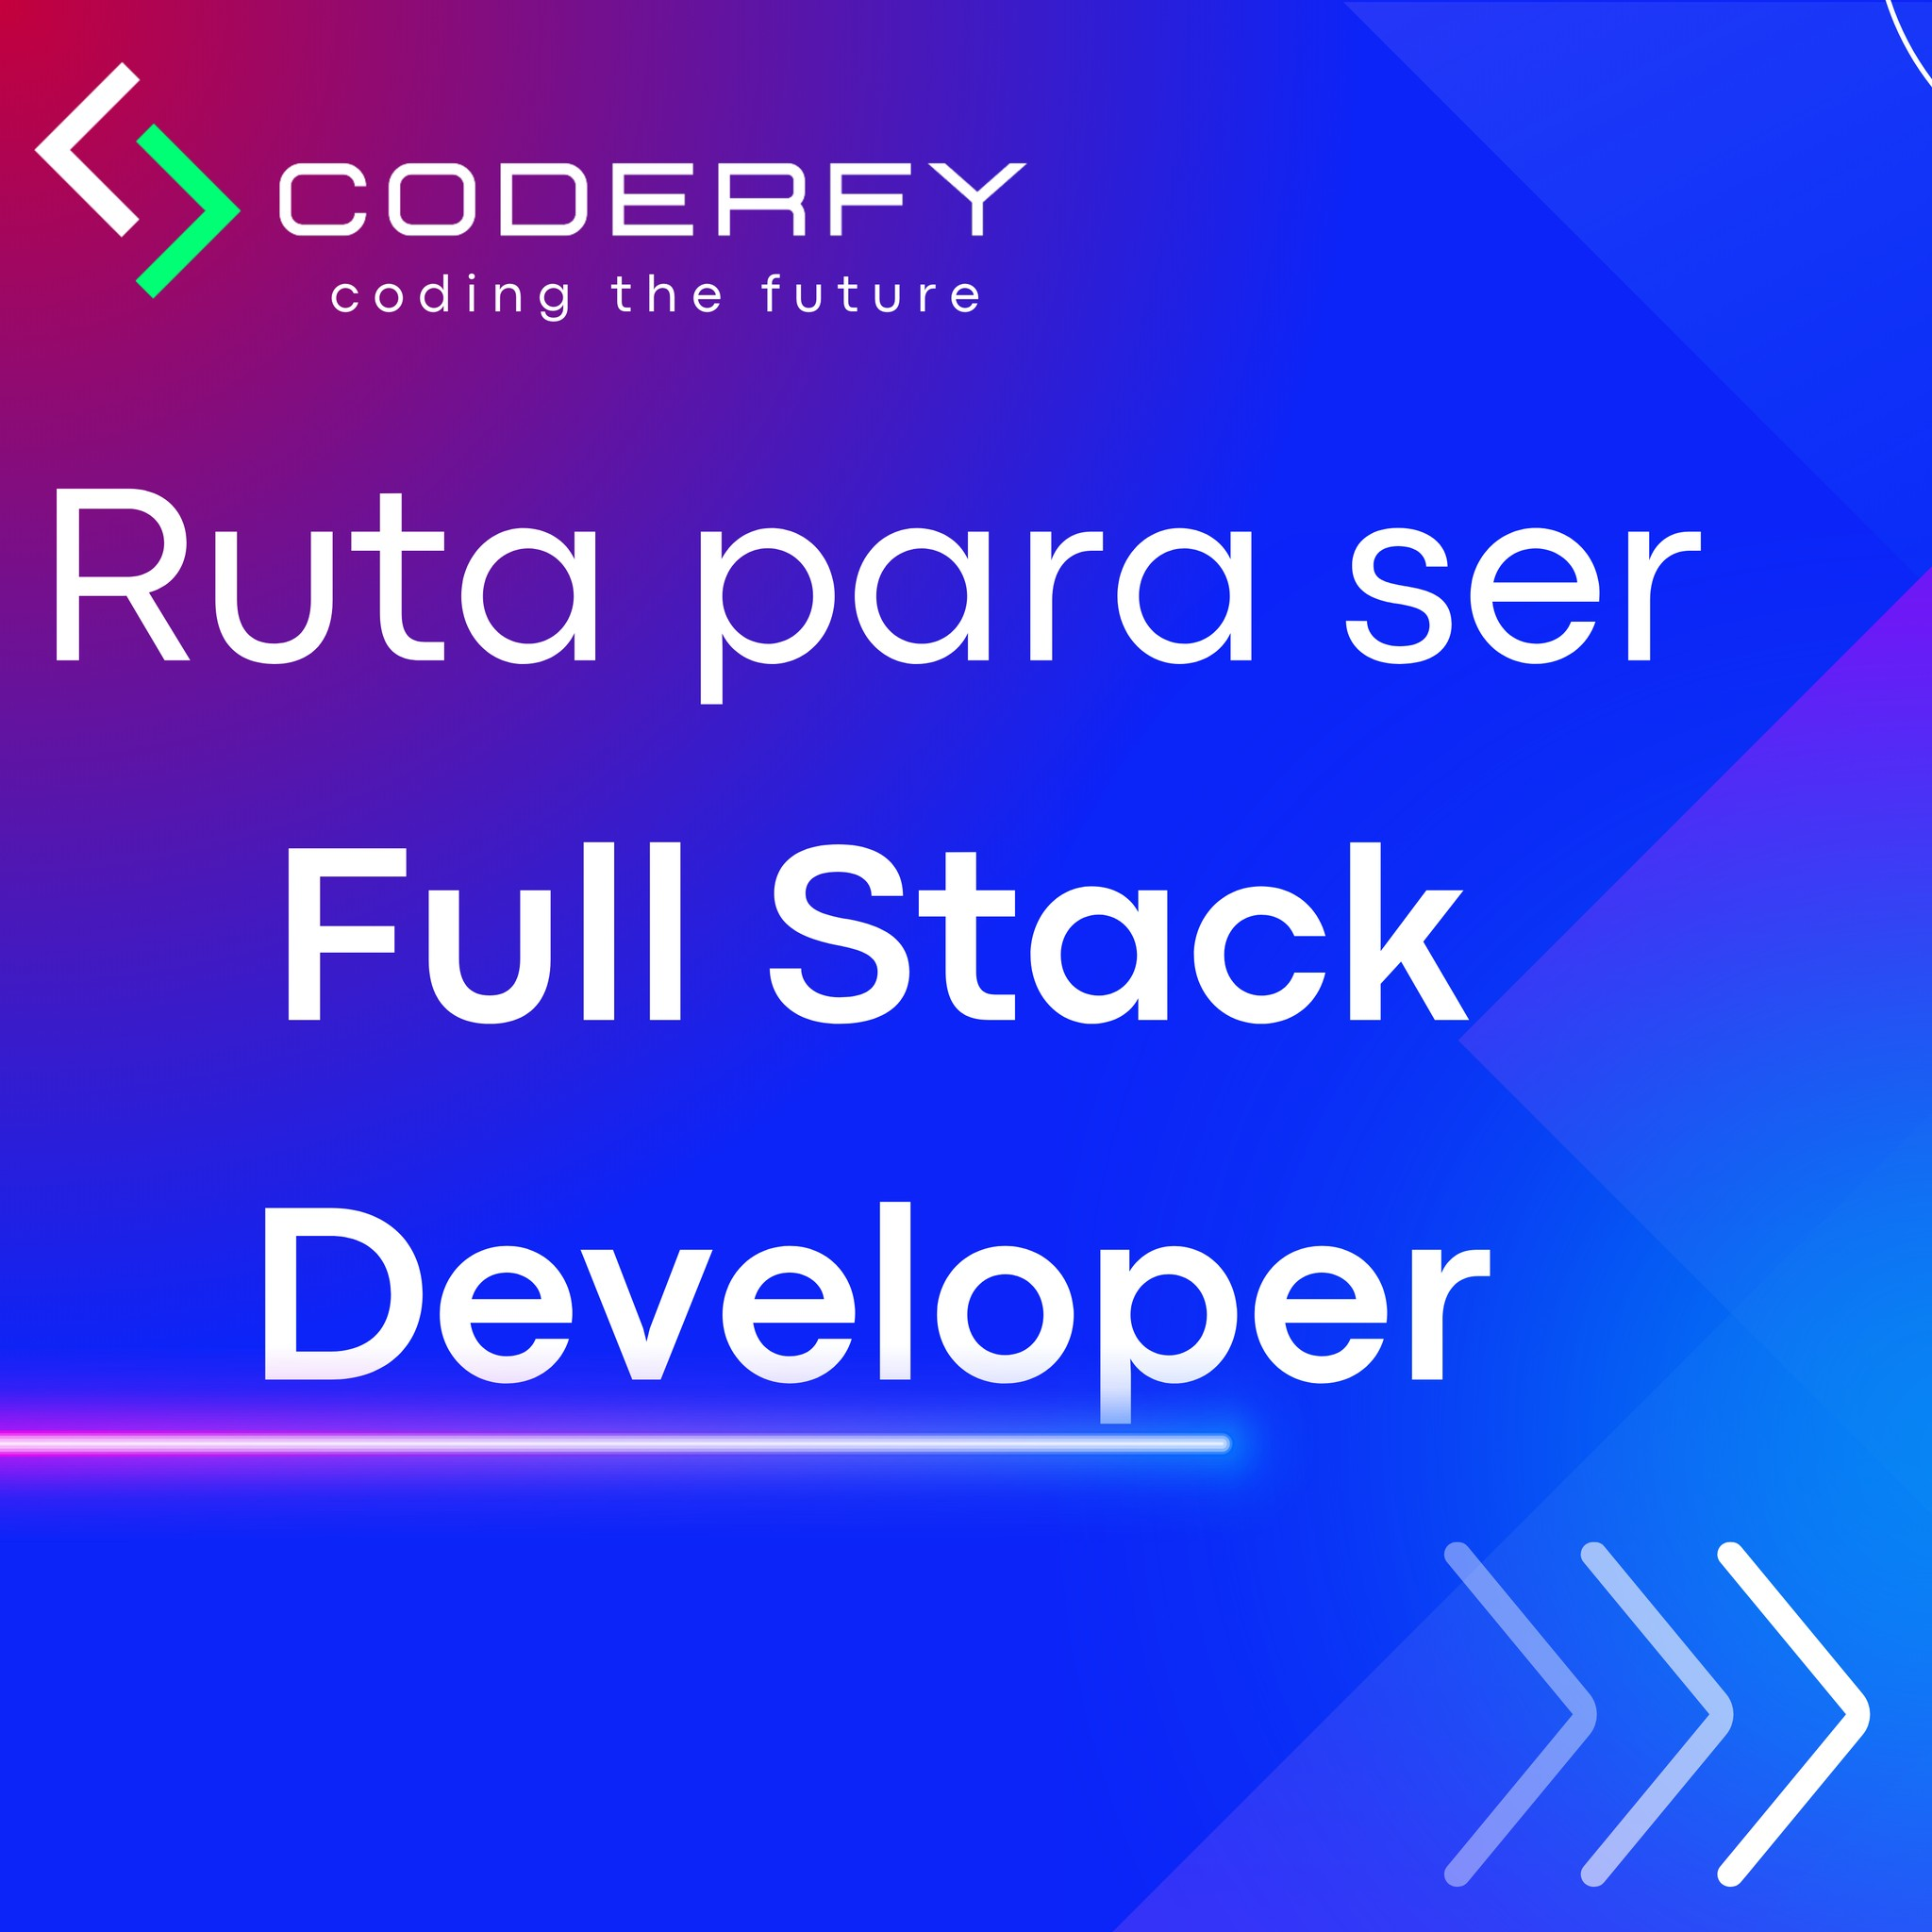 CODERFY
coding the future
Ruta para ser
Full Stack
Developer